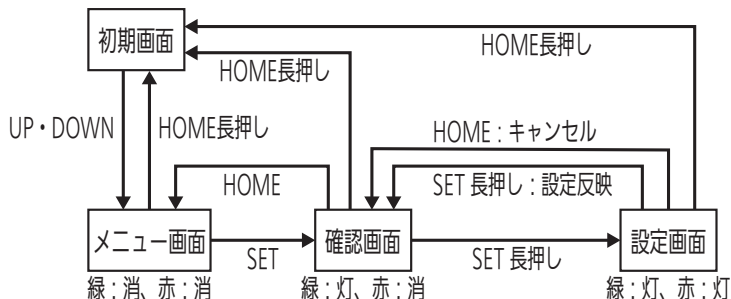 初期画面
HOME長押し
HOME長押し
UP・DOWN
HOME長押し
HOME : キャンセル
HOME
SET 長押し : 設定反映
メニュー画面
SET
確認画面
SET 長押し
設定画面
緑 : 消、赤 : 消
緑 : 灯、赤 : 消
緑 : 灯、赤 : 灯